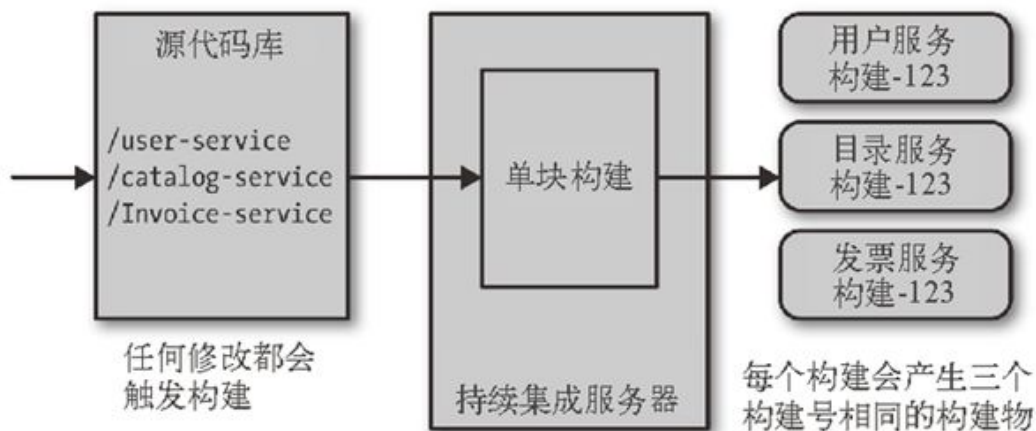 源代码库
/user-service
/catalog-service
/Invoice-service
任何修改都会
触发构建
单块构建
持续集成服务器
用户服务
构建-123
目录服务
构建-123
发票服务
构建-123
每个构建会产生三个
构建号相同的构建物